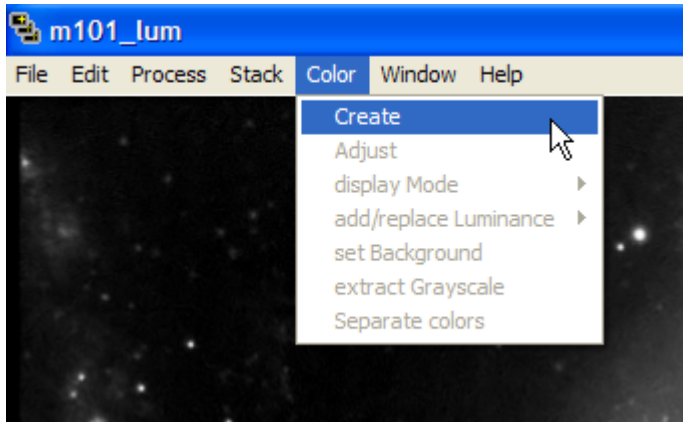 m101_lum
File Edit Process Stack Color Window Help
Create
Adjust
display Mode
add/replace Luminance
set Background
extract Grayscale
Separate colors